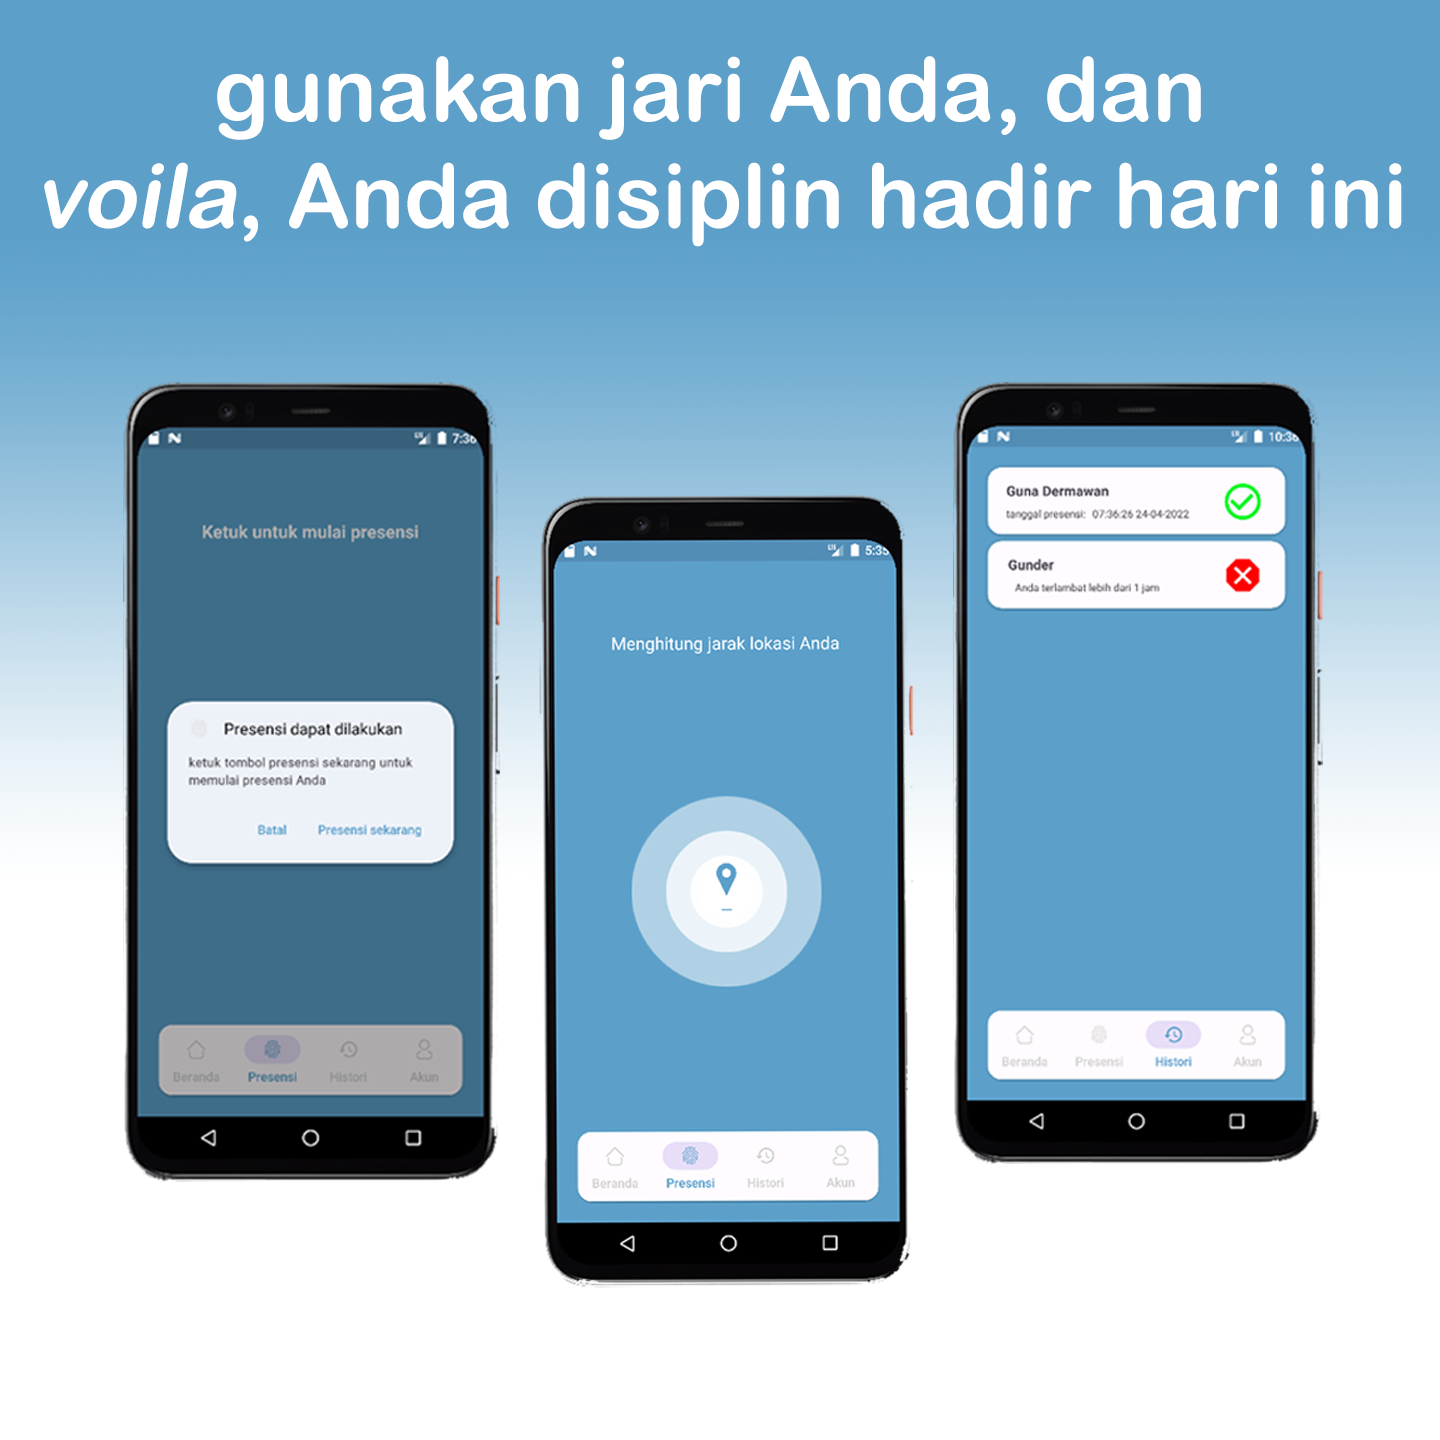 gunakan jari Anda, dan
voila, Anda disiplin hadir hari ini
7:36
Ketuk untuk mulai presensi
Presensi dapat dilakukan
ketuk tombol presensi sekarang untuk
memulai presensi Anda
Batal Presensi sekarang
Beranda Presensi Histori Akun
5:35
Menghitung jarak lokasi Anda
Beranda Presensi Histori Akun
10:36
Guna Dermawan
tanggal presensi: 07:36:26 24-04-2022
Gunder
Anda terlambat lebih dari 1 jam
Beranda Presensi Histori Akun